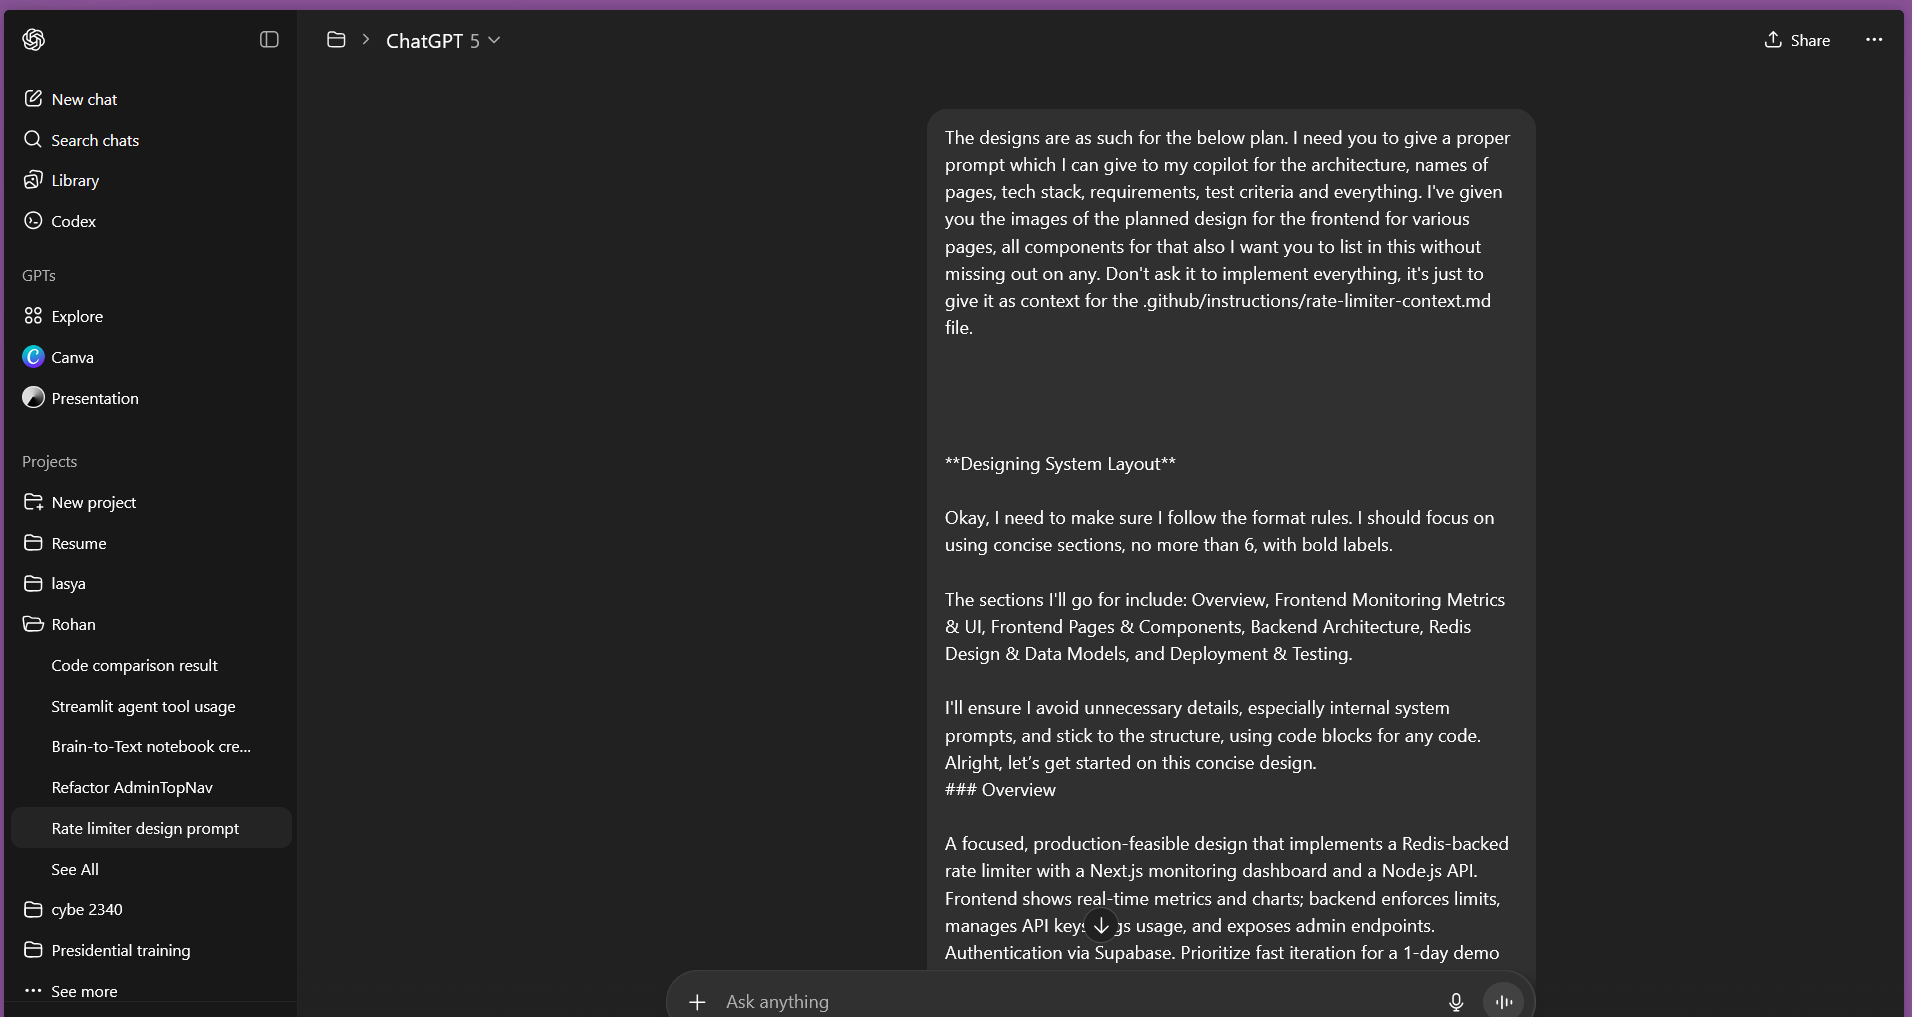 ChatGPT 5
Share
New chat
Search chats
Library
Codex
GPTs
Explore
Canva
Presentation
Projects
New project
Resume
lasya
Rohan
Code comparison result
Streamlit agent tool usage
Brain-to-Text notebook cre...
Refactor AdminTopNav
Rate limiter design prompt
See All
cybe 2340
Presidential training
See more
The designs are as such for the below plan. I need you to give a proper
prompt which I can give to my copilot for the architecture, names of
pages, tech stack, requirements, test criteria and everything. I've given
you the images of the planned design for the frontend for various
pages, all components for that also I want you to list in this without
missing out on any. Don't ask it to implement everything, it's just to
give it as context for the .github/instructions/rate-limiter-context.md
file.
**Designing System Layout**
Okay, I need to make sure I follow the format rules. I should focus on
using concise sections, no more than 6, with bold labels.
The sections I'll go for include: Overview, Frontend Monitoring Metrics
& UI, Frontend Pages & Components, Backend Architecture, Redis
Design & Data Models, and Deployment & Testing.
I'll ensure I avoid unnecessary details, especially internal system
prompts, and stick to the structure, using code blocks for any code.
Alright, let’s get started on this concise design.
### Overview
A focused, production-feasible design that implements a Redis-backed
rate limiter with a Next.js monitoring dashboard and a Node.js API.
Frontend shows real-time metrics and charts; backend enforces limits,
manages API keys usage, and exposes admin endpoints.
Authentication via Supabase. Prioritize fast iteration for a 1-day demo
Ask anything